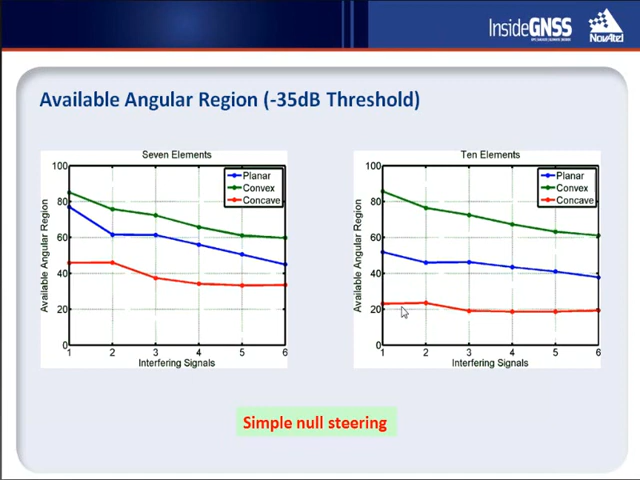 InsideGNSS
NovAtel
Available Angular Region (-35dB Threshold)
Seven Elements
Available Angular Region
100
80
60
40
20
0
Planar
Convex
Concave
1 2 3 4 5 6
Interfering Signals
Ten Elements
Available Angular Region
100
80
60
40
20
0
Planar
Convex
Concave
1 2 3 4 5 6
Interfering Signals
Simple null steering